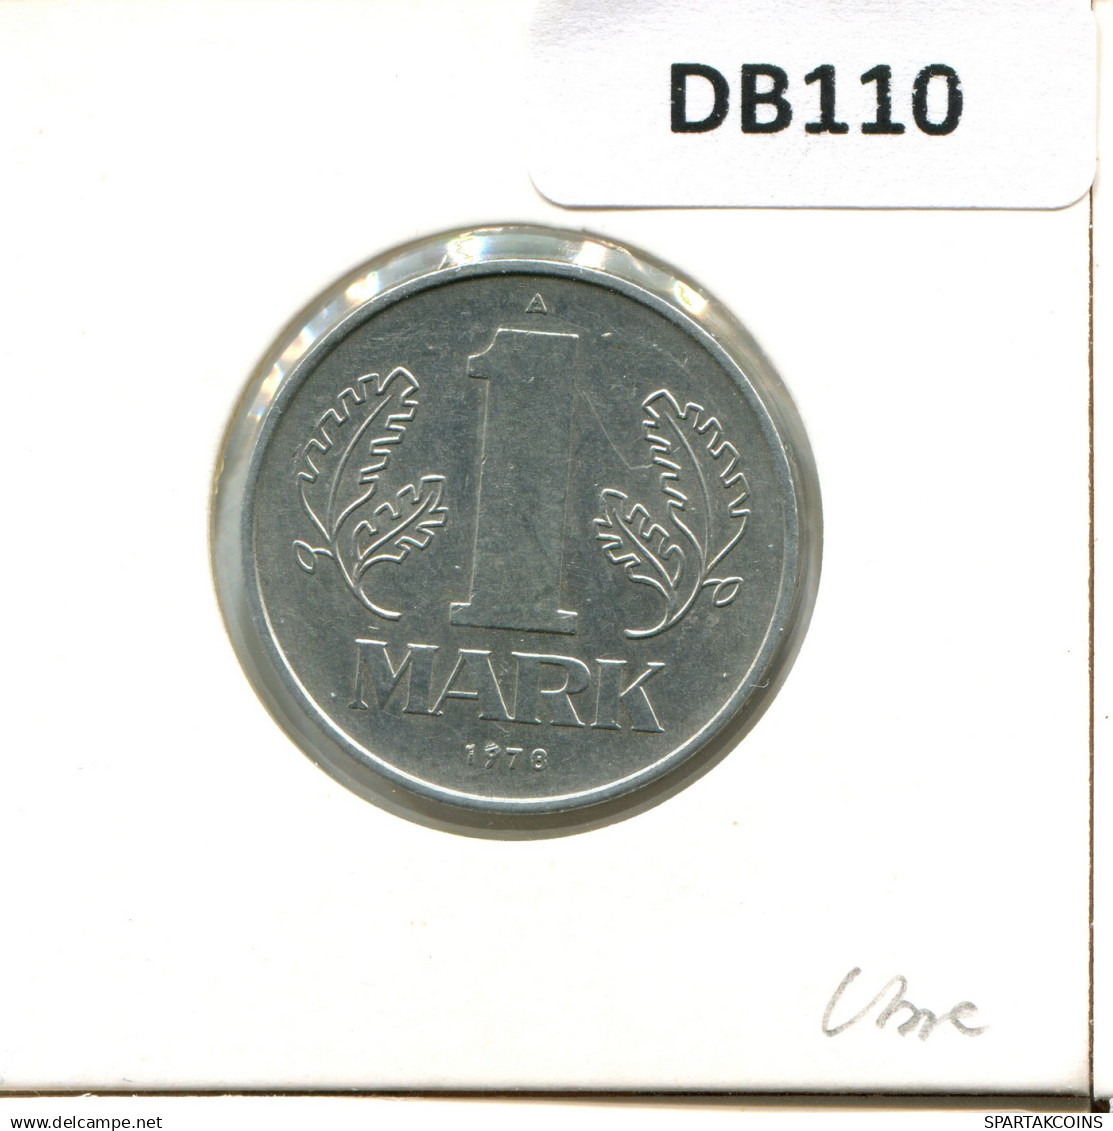 DB110
A
1
MARK
1978
www.delcampe.net
SPARTAKCOINS